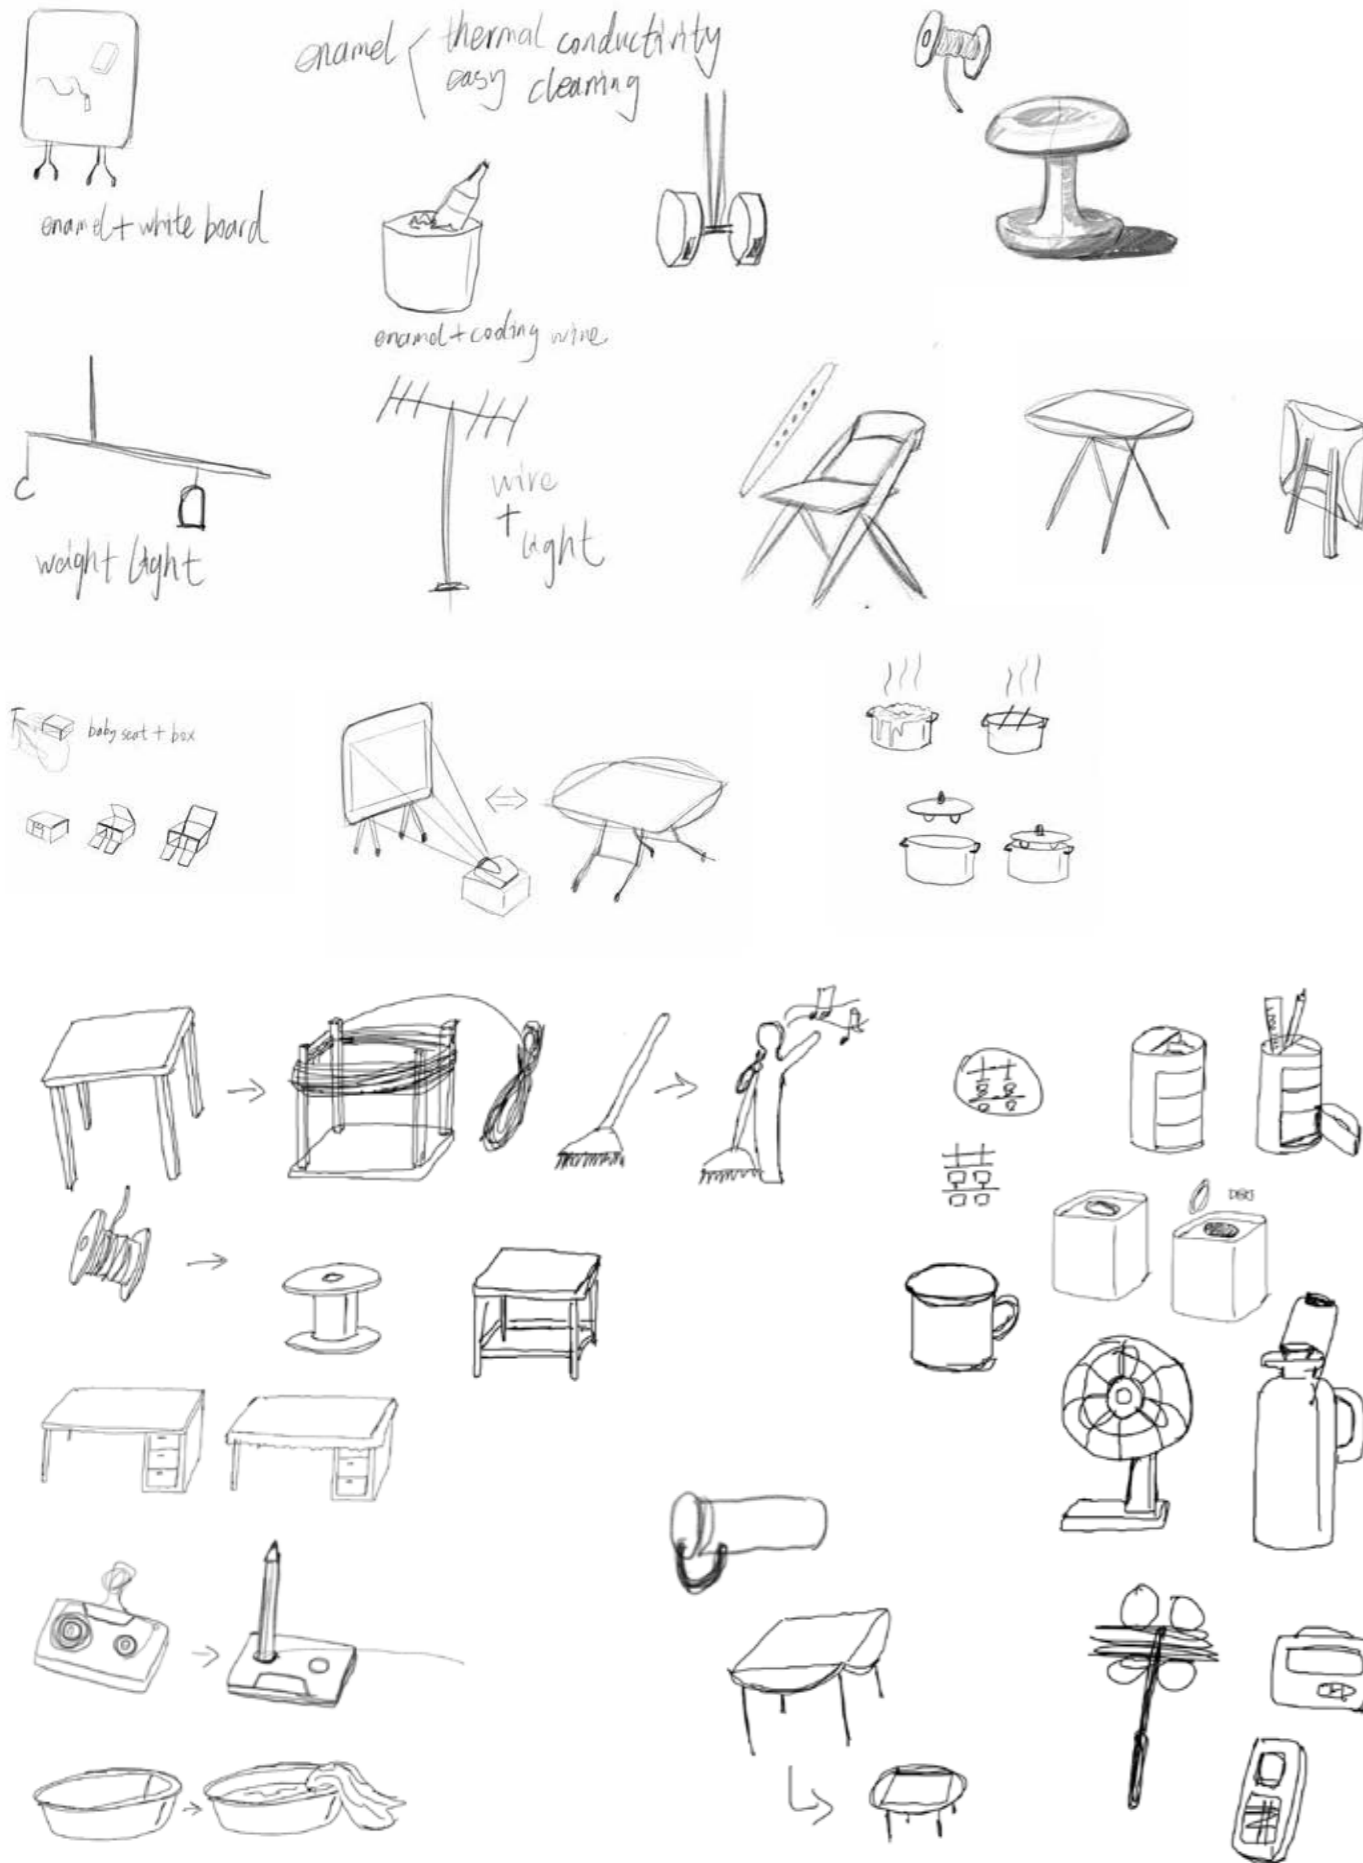 enamel
thermal conductivity
easy cleaning
enamel + white board
enamel + cooling wine
weight light
wire
+
light
baby seat + box
囍
囍